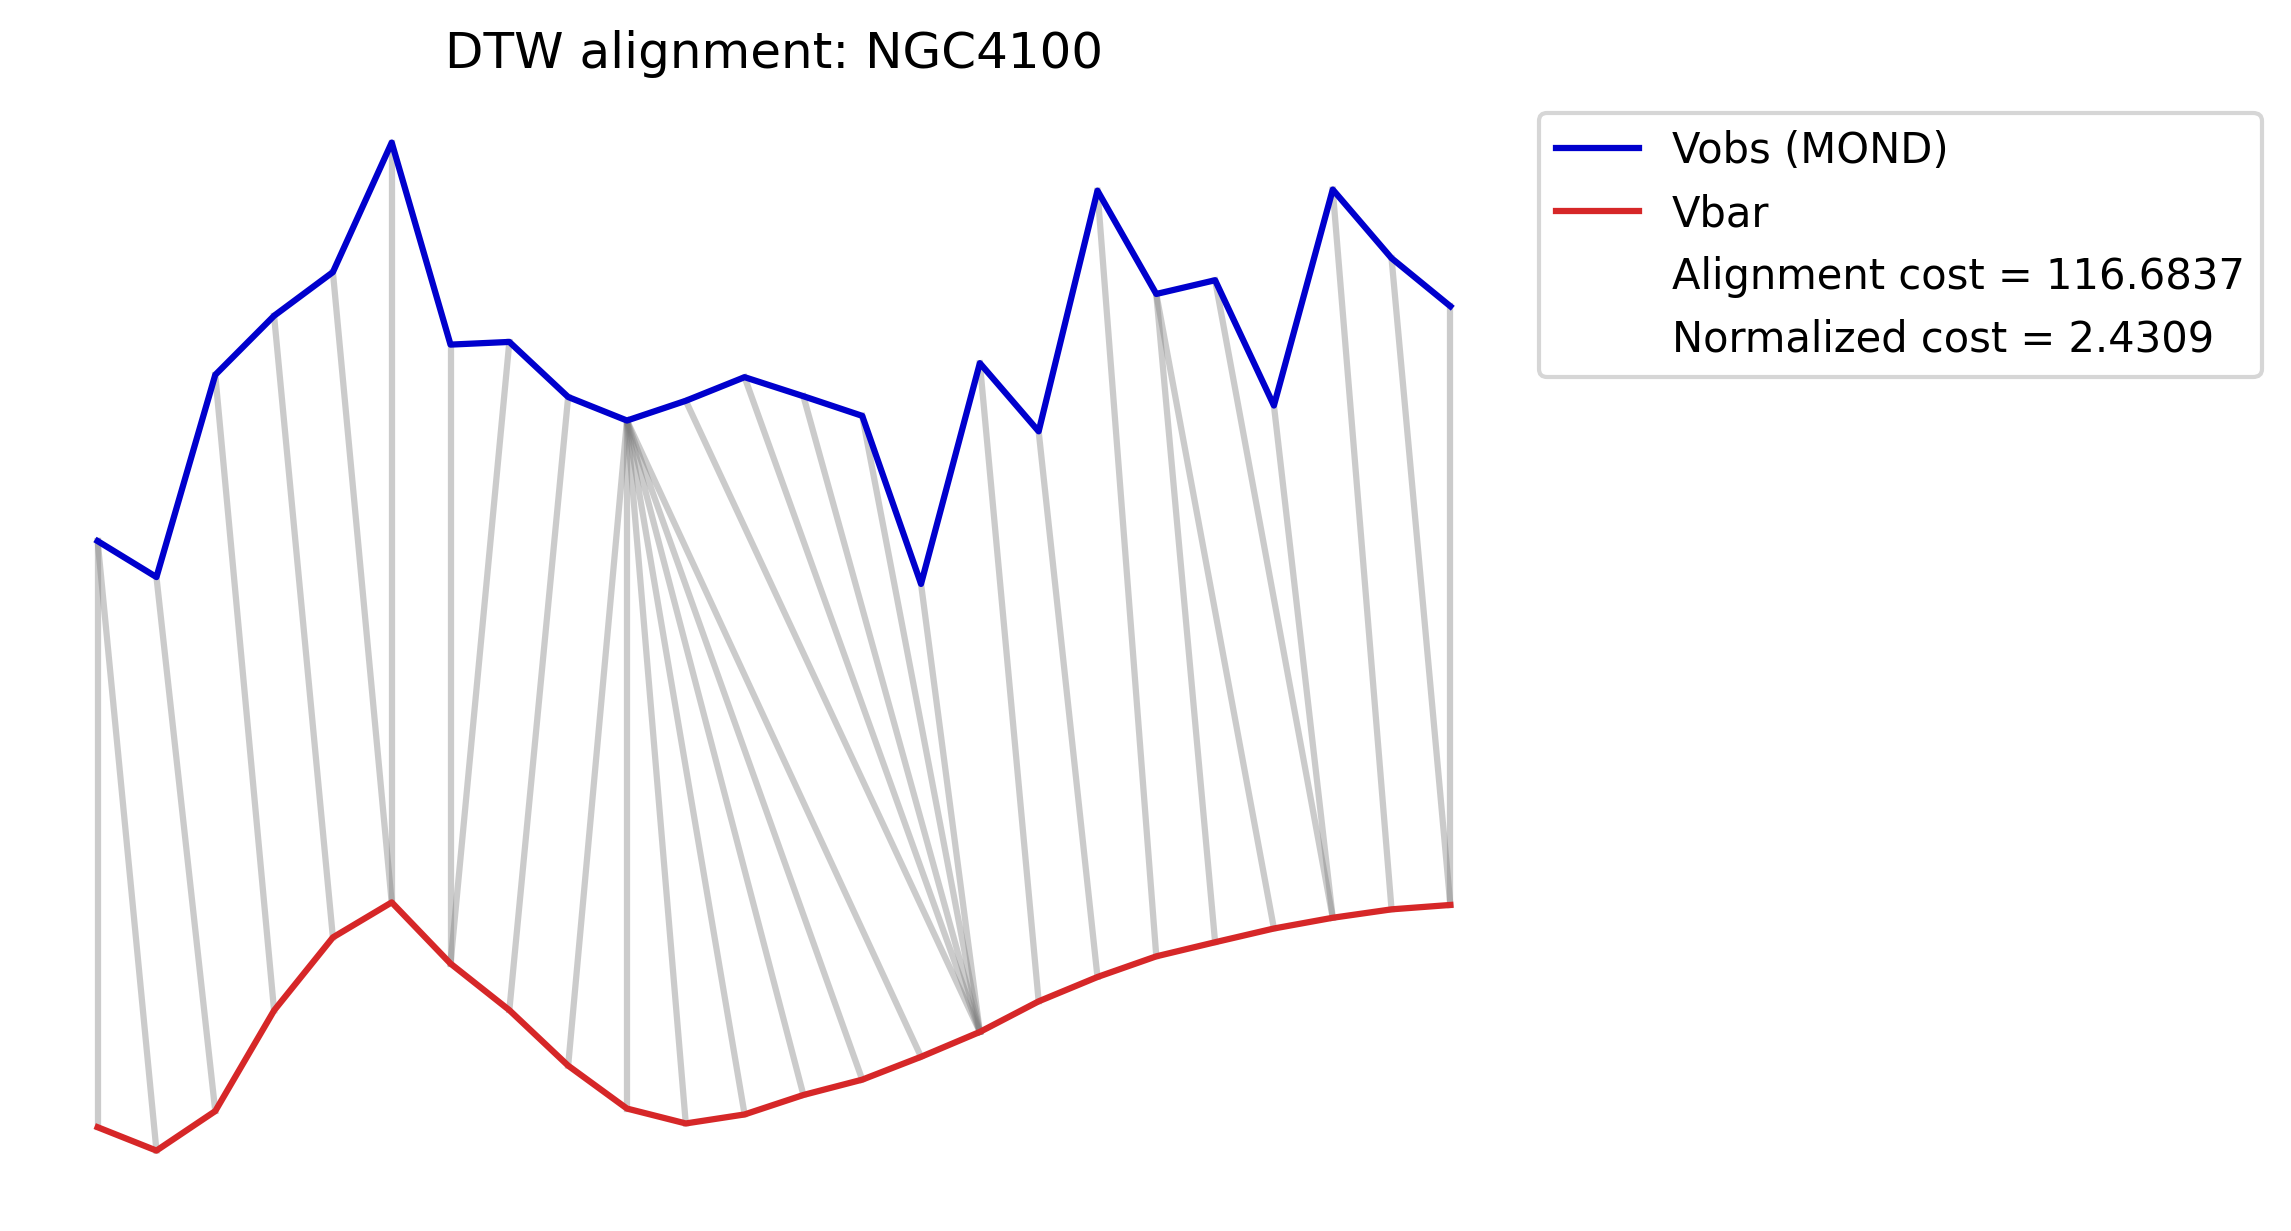 DTW alignment: NGC4100
Vobs (MOND)
Vbar
Alignment cost = 116.6837
Normalized cost = 2.4309